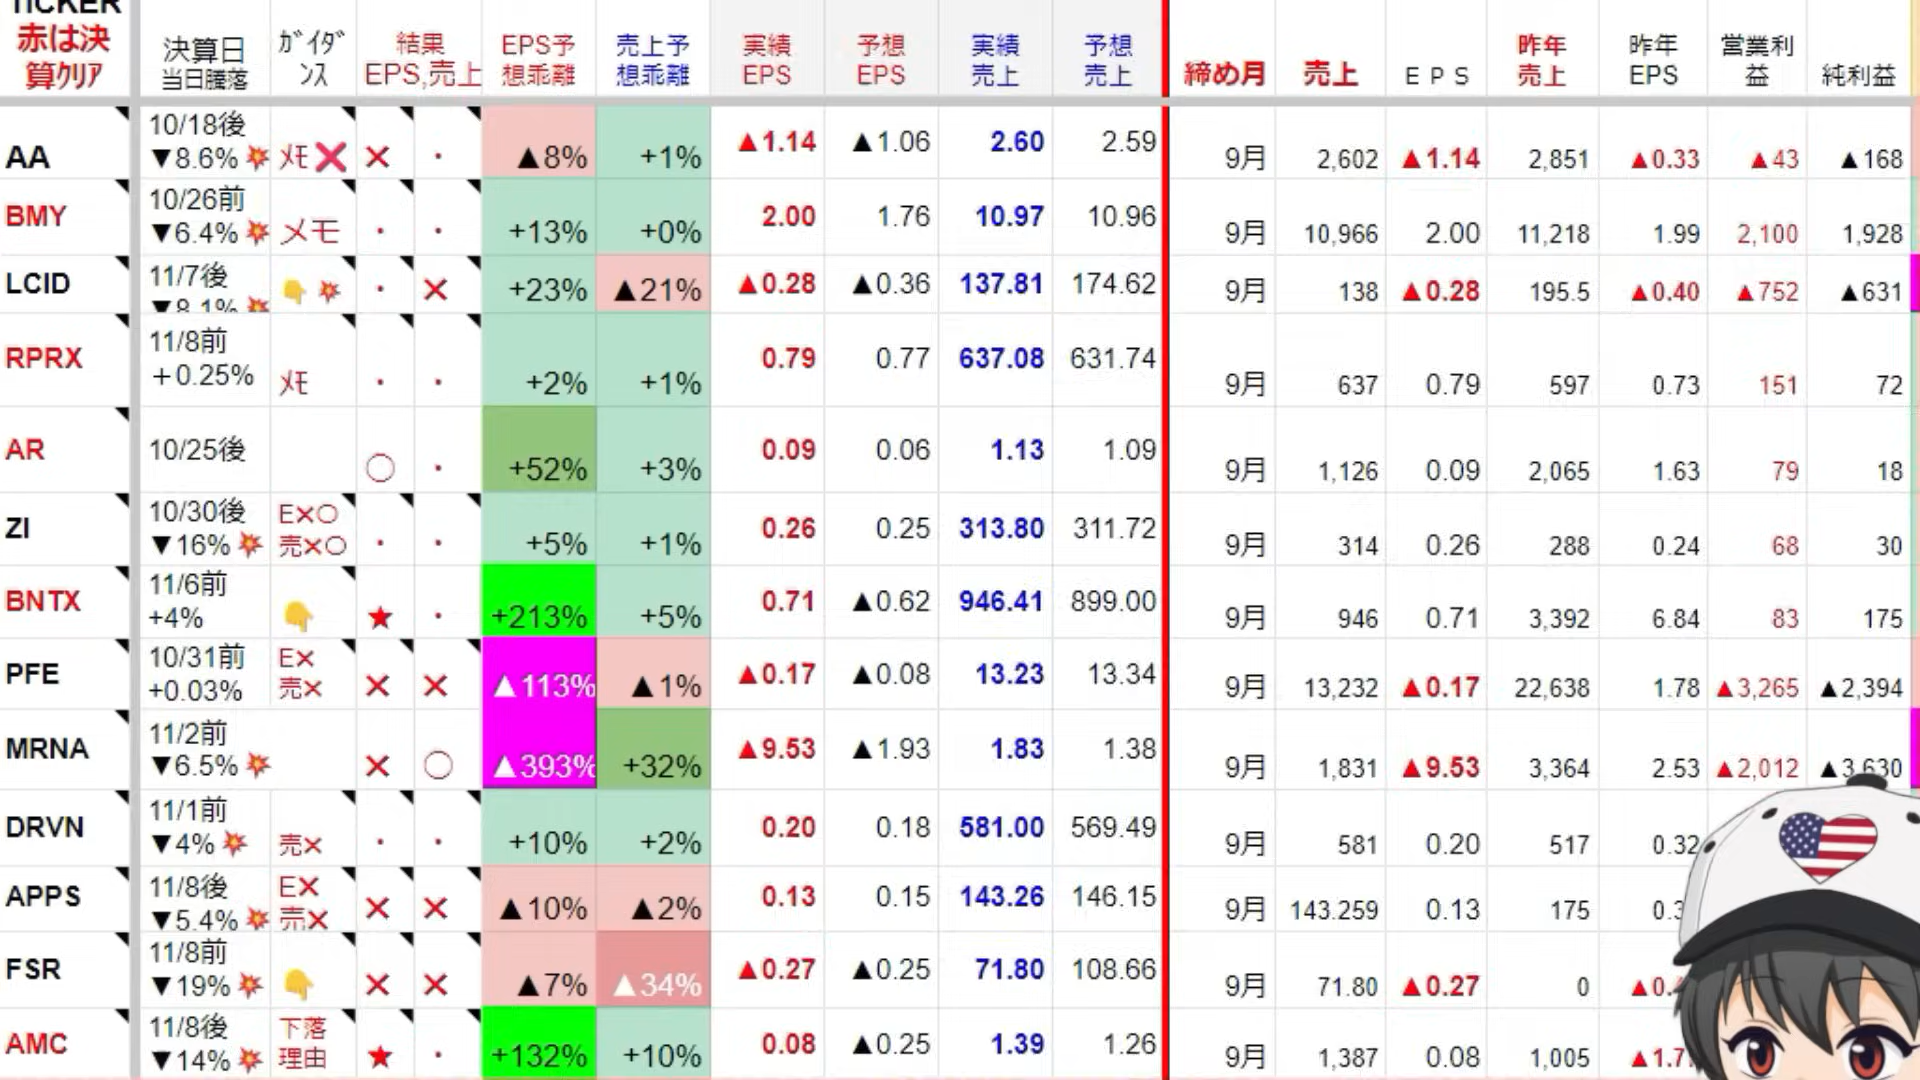 TICKER
赤は決
算ｸﾘｱ
決算日
当日騰落
ｶﾞｲﾀﾞ
ﾝｽ
結果
EPS,売上
EPS予
想乖離
売上予
想乖離
実績
EPS
予想
EPS
実績
売上
予想
売上
締め月
売上
ＥＰＳ
昨年
売上
昨年
EPS
営業利
益
純利益
AA
10/18後
▼8.6%
ﾒﾓ❌
✕
・
▲8%
+1%
▲1.14
▲1.06
2.60
2.59
9月
2,602
▲1.14
2,851
▲0.33
▲43
▲168
BMY
10/26前
▼6.4%
メモ
・
・
+13%
+0%
2.00
1.76
10.97
10.96
9月
10,966
2.00
11,218
1.99
2,100
1,928
LCID
11/7後
▼8.1%
・
✕
+23%
▲21%
▲0.28
▲0.36
137.81
174.62
9月
138
▲0.28
195.5
▲0.40
▲752
▲631
RPRX
11/8前
＋0.25%
ﾒﾓ
・
・
+2%
+1%
0.79
0.77
637.08
631.74
9月
637
0.79
597
0.73
151
72
AR
10/25後
○
・
+52%
+3%
0.09
0.06
1.13
1.09
9月
1,126
0.09
2,065
1.63
79
18
ZI
10/30後
▼16%
E✕○
売✕○
・
・
+5%
+1%
0.26
0.25
313.80
311.72
9月
314
0.26
288
0.24
68
30
BNTX
11/6前
+4%
★
・
+213%
+5%
0.71
▲0.62
946.41
899.00
9月
946
0.71
3,392
6.84
83
175
PFE
10/31前
+0.03%
E✕
売✕
✕
✕
▲113%
▲1%
▲0.17
▲0.08
13.23
13.34
9月
13,232
▲0.17
22,638
1.78
▲3,265
▲2,394
MRNA
11/2前
▼6.5%
✕
○
▲393%
+32%
▲9.53
▲1.93
1.83
1.38
9月
1,831
▲9.53
3,364
2.53
▲2,012
▲3,630
DRVN
11/1前
▼4%
売✕
・
・
+10%
+2%
0.20
0.18
581.00
569.49
9月
581
0.20
517
0.32
APPS
11/8後
▼5.4%
E✕
売✕
✕
✕
▲10%
▲2%
0.13
0.15
143.26
146.15
9月
143.259
0.13
175
FSR
11/8前
▼19%
✕
✕
▲7%
▲34%
▲0.27
▲0.25
71.80
108.66
9月
71.80
▲0.27
0
AMC
11/8後
▼14%
下落
理由
★
・
+132%
+10%
0.08
▲0.25
1.39
1.26
9月
1,387
0.08
1,005